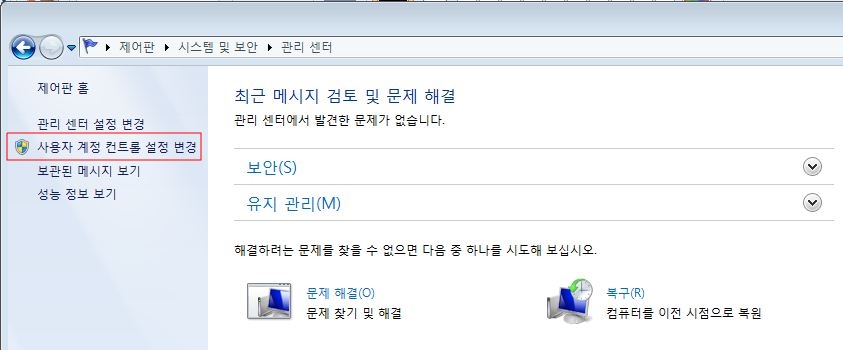 제어판 시스템 및 보안 관리 센터
제어판 홈
관리 센터 설정 변경
사용자 계정 컨트롤 설정 변경
보관된 메시지 보기
성능 정보 보기
최근 메시지 검토 및 문제 해결
관리 센터에서 발견한 문제가 없습니다.
보안(S)
유지 관리(M)
해결하려는 문제를 찾을 수 없으면 다음 중 하나를 시도해 보십시오.
문제 해결(O)
문제 찾기 및 해결
복구(R)
컴퓨터를 이전 시점으로 복원